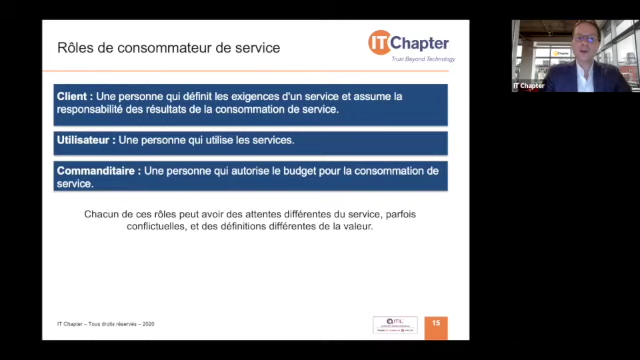 Rôles de consommateur de service
ITChapter
Trust Beyond Technology
Client : Une personne qui définit les exigences d'un service et assume la
responsabilité des résultats de la consommation de service.
Utilisateur : Une personne qui utilise les services.
Commanditaire : Une personne qui autorise le budget pour la consommation de
service.
Chacun de ces rôles peut avoir des attentes différentes du service, parfois
conflictuelles, et des définitions différentes de la valeur.
IT Chapter – Tous droits réservés – 2020
ITIL
15
IT Chapter